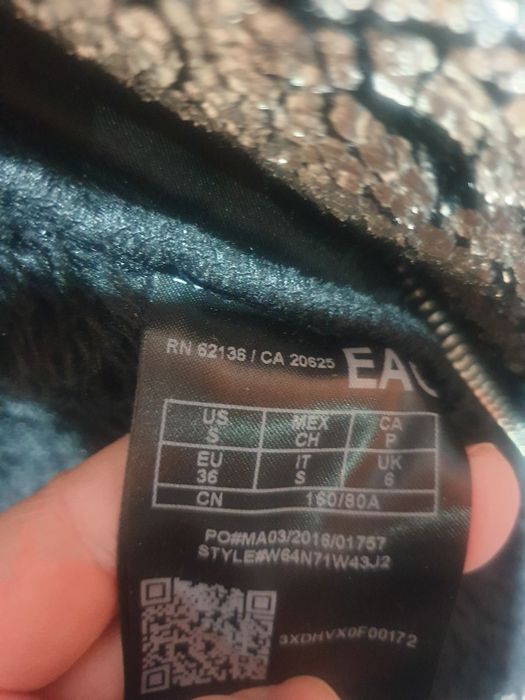 RN 62136 / CA 20625
EAC
US MEX CA
S CH P
EU IT UK
36 S 6
CN 160/80A
PO#MA03/2016/01757
STYLE#W64N71W43J2
3XDHVX0F00172